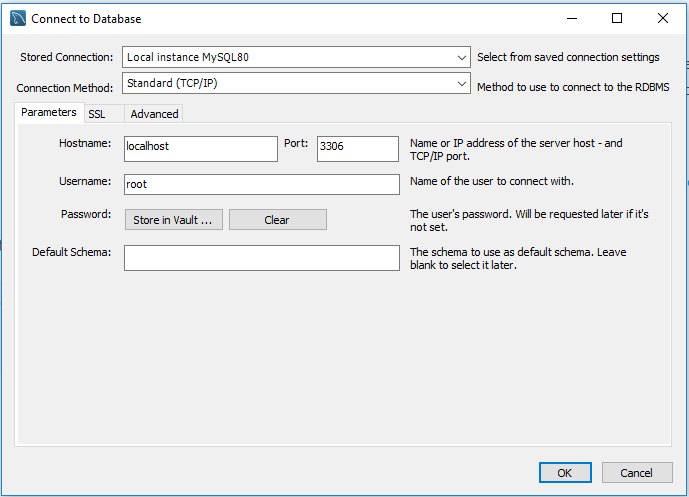 Connect to Database
Stored Connection: Local instance MySQL80 Select from saved connection settings
Connection Method: Standard (TCP/IP) Method to use to connect to the RDBMS
Parameters SSL Advanced
Hostname: localhost Port: 3306 Name or IP address of the server host - and
TCP/IP port.
Username: root Name of the user to connect with.
Password: Store in Vault ... Clear The user's password. Will be requested later if it's
not set.
Default Schema: The schema to use as default schema. Leave
blank to select it later.
OK Cancel